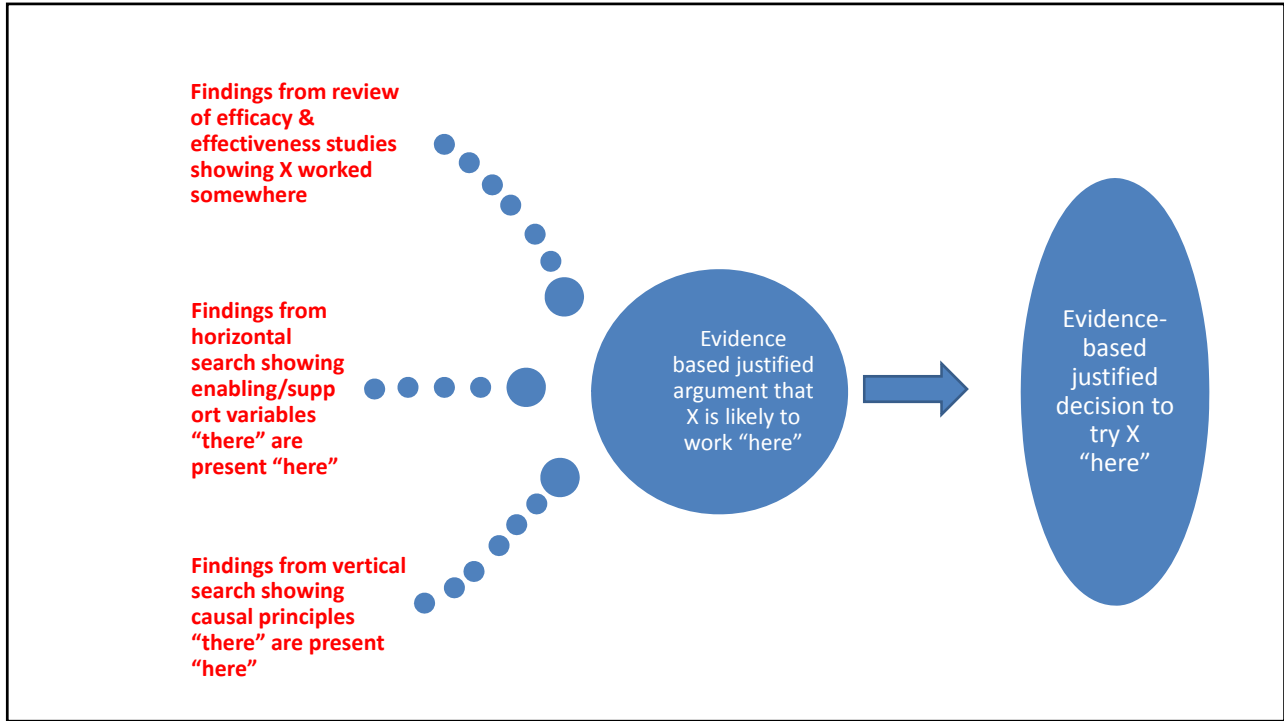 Findings from review
of efficacy &
effectiveness studies
showing X worked
somewhere
Findings from
horizontal
search showing
enabling/supp
ort variables
“there” are
present “here”
Findings from vertical
search showing
causal principles
“there” are present
“here”
Evidence
based justified
argument that
X is likely to
work “here”
Evidence-
based
justified
decision to
try X
“here”